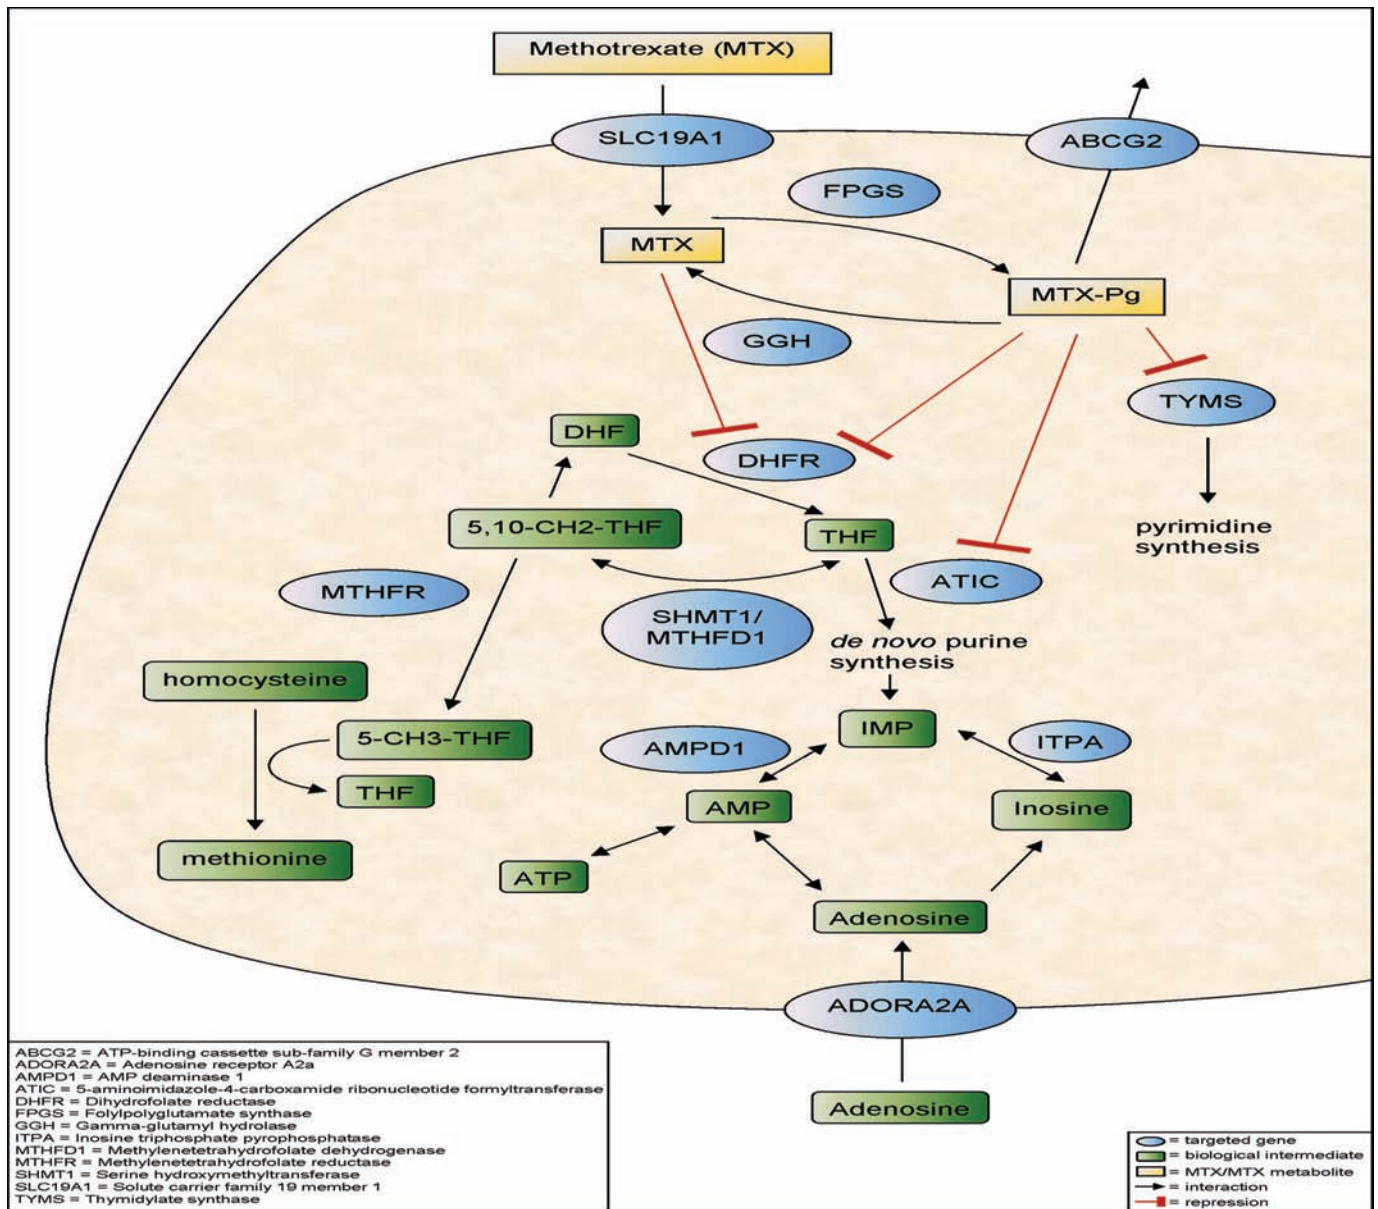 Methotrexate (MTX)
SLC19A1
ABCG2
FPGS
MTX
MTX-Pg
GGH
TYMS
DHF
DHFR
5,10-CH2-THF
THF
pyrimidine
synthesis
ATIC
MTHFR
SHMT1/
MTHFD1
de novo purine
synthesis
homocysteine
5-CH3-THF
IMP
AMPD1
ITPA
THF
AMP
Inosine
methionine
ATP
Adenosine
ADORA2A
Adenosine
ABCG2 = ATP-binding cassette sub-family G member 2
ADORA2A = Adenosine receptor A2a
AMPD1 = AMP deaminase 1
ATIC = 5-aminoimidazole-4-carboxamide ribonucleotide formyltransferase
DHFR = Dihydrofolate reductase
FPGS = Folylpolyglutamate synthase
GGH = Gamma-glutamyl hydrolase
ITPA = Inosine triphosphate pyrophosphatase
MTHFD1 = Methylenetetrahydrofolate dehydrogenase
MTHFR = Methylenetetrahydrofolate reductase
SHMT1 = Serine hydroxymethyltransferase
SLC19A1 = Solute carrier family 19 member 1
TYMS = Thymidylate synthase
= targeted gene
= biological intermediate
= MTX/MTX metabolite
= interaction
= repression